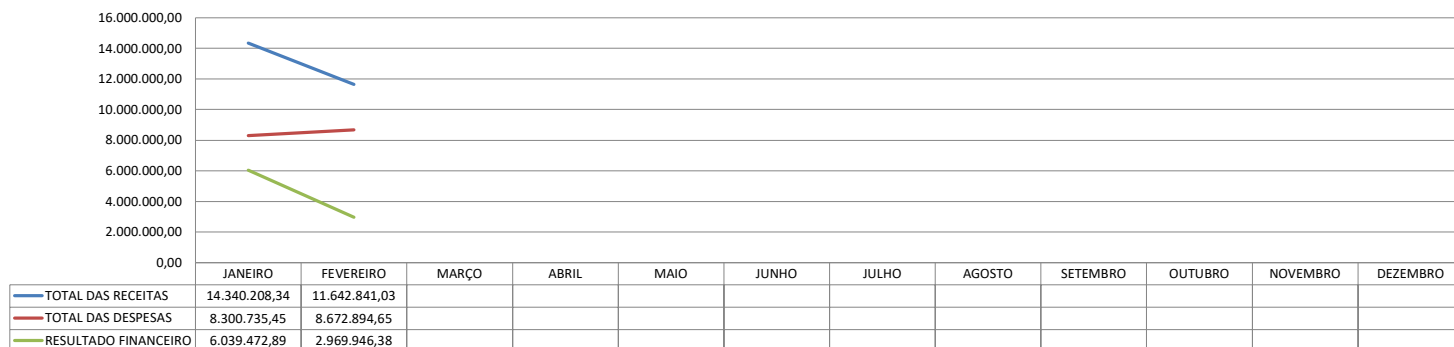 16.000.000,00
14.000.000,00
12.000.000,00
10.000.000,00
8.000.000,00
6.000.000,00
4.000.000,00
2.000.000,00
0,00
JANEIRO FEVEREIRO MARÇO ABRIL MAIO JUNHO JULHO AGOSTO SETEMBRO OUTUBRO NOVEMBRO DEZEMBRO
TOTAL DAS RECEITAS 14.340.208,34 11.642.841,03
TOTAL DAS DESPESAS 8.300.735,45 8.672.894,65
RESULTADO FINANCEIRO 6.039.472,89 2.969.946,38